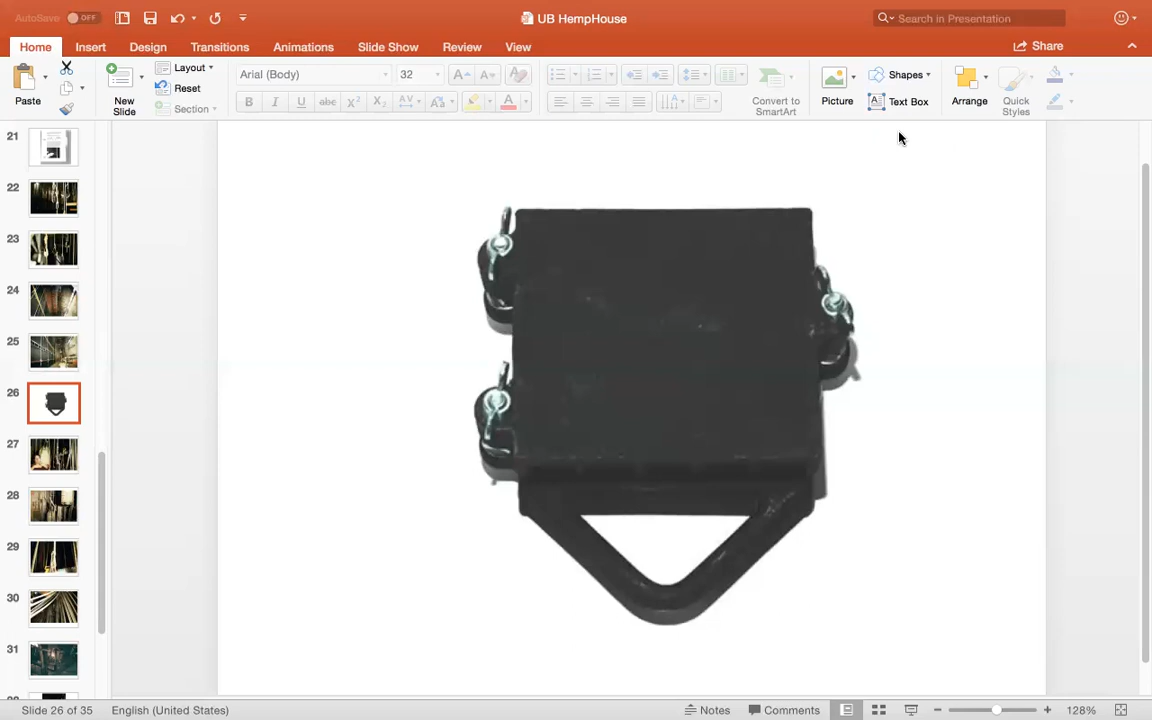 AutoSave OFF
UB HempHouse
Search in Presentation
Home Insert Design Transitions Animations Slide Show Review View
Share
Paste
New Slide
Layout
Reset
Section
Arial (Body) 32
Convert to SmartArt
Picture
Shapes
Text Box
Arrange
Quick Styles
21
22
23
24
25
26
27
28
29
30
31
Slide 26 of 35 English (United States)
Notes Comments 128%